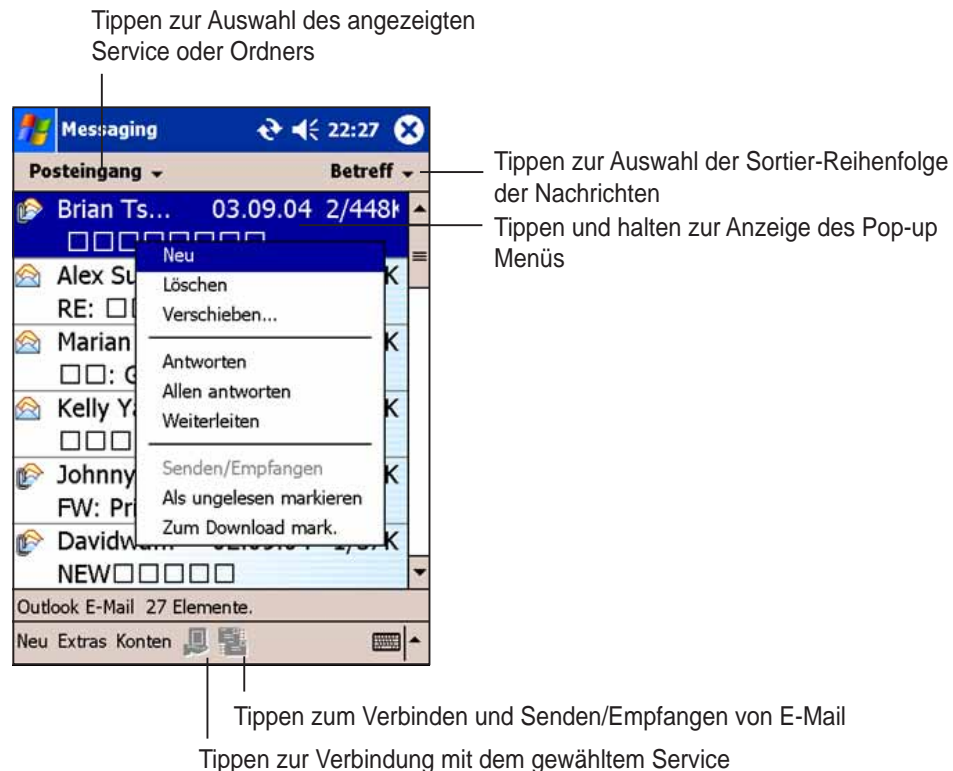 Tippen zur Auswahl des angezeigten
Service oder Ordners
Messaging 22:27
Posteingang Betreff
Tippen zur Auswahl der Sortier-Reihenfolge
der Nachrichten
Brian Ts... 03.09.04 2/448K
Tippen und halten zur Anzeige des Pop-up
Menüs
□□□□□□□□□
Neu
Alex Su K
Löschen
RE: □
Verschieben...
Marian K
Antworten
□□: G
Allen antworten
Kelly Y K
Weiterleiten
□□□
Senden/Empfangen
Johnny K
Als ungelesen markieren
FW: Pri
Zum Download mark.
Davidw
NEW□□□□□
Outlook E-Mail 27 Elemente.
Neu Extras Konten
Tippen zum Verbinden und Senden/Empfangen von E-Mail
Tippen zur Verbindung mit dem gewähltem Service